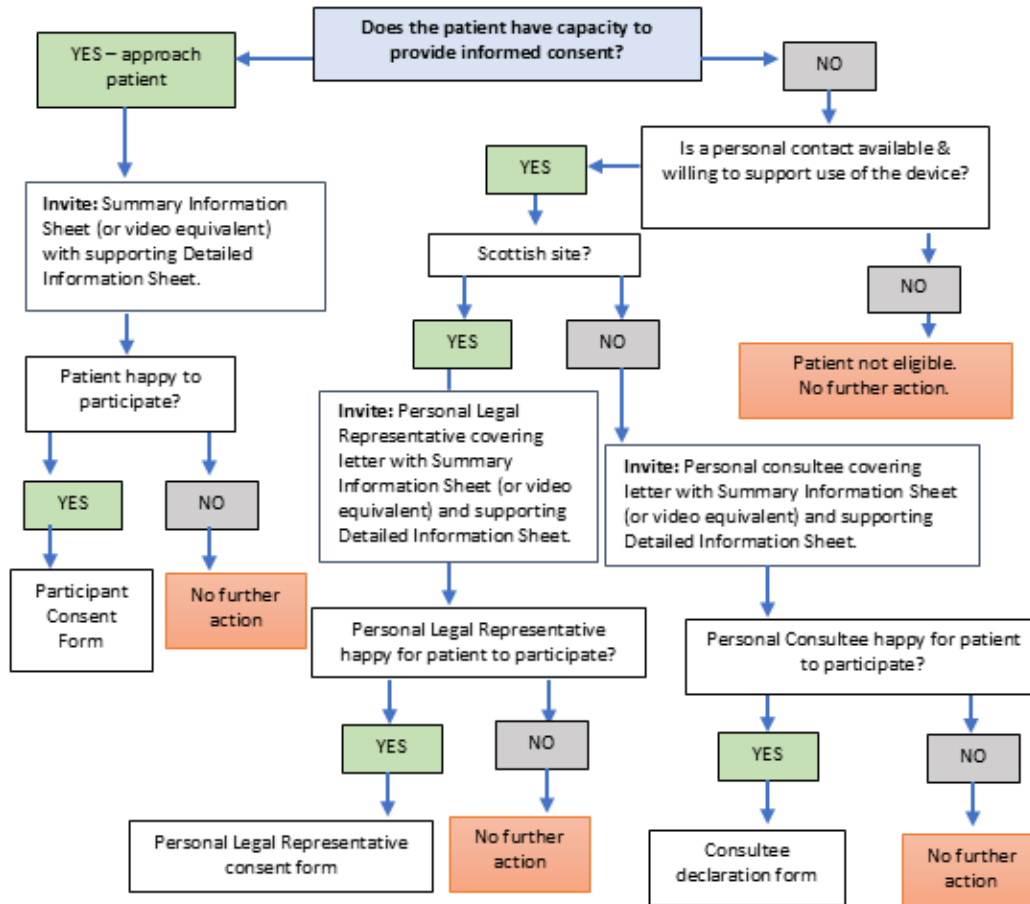 Does the patient have capacity to
provide informed consent?
YES – approach
patient
NO
Is a personal contact available &
willing to support use of the device?
YES
Invite: Summary Information
Sheet (or video equivalent)
with supporting Detailed
Information Sheet.
Scottish site?
NO
YES
NO
Patient not eligible.
No further action.
Patient happy to
participate?
Invite: Personal Legal
Representative covering
letter with Summary
Information Sheet (or video
equivalent) and supporting
Detailed Information Sheet.
Invite: Personal consultee covering
letter with Summary Information Sheet
(or video equivalent) and supporting
Detailed Information Sheet.
YES
NO
Participant
Consent
Form
No further
action
Personal Legal Representative
happy for patient to participate?
Personal Consultee happy for patient
to participate?
YES
NO
YES
NO
Personal Legal Representative
consent form
No further
action
Consultee
declaration form
No further
action